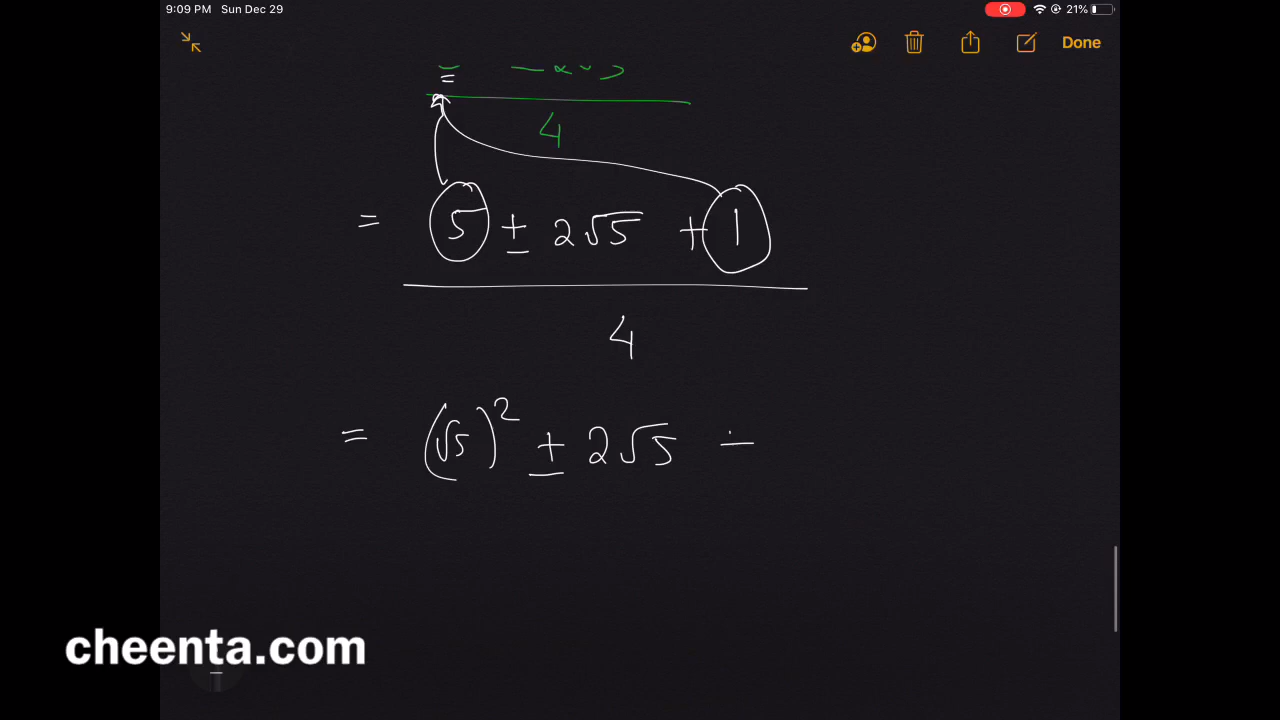 9:09 PM Sun Dec 29 21%
Done
=
4
= 5 ± 2√5 + 1
4
= (√5)² ± 2√5
cheenta.com